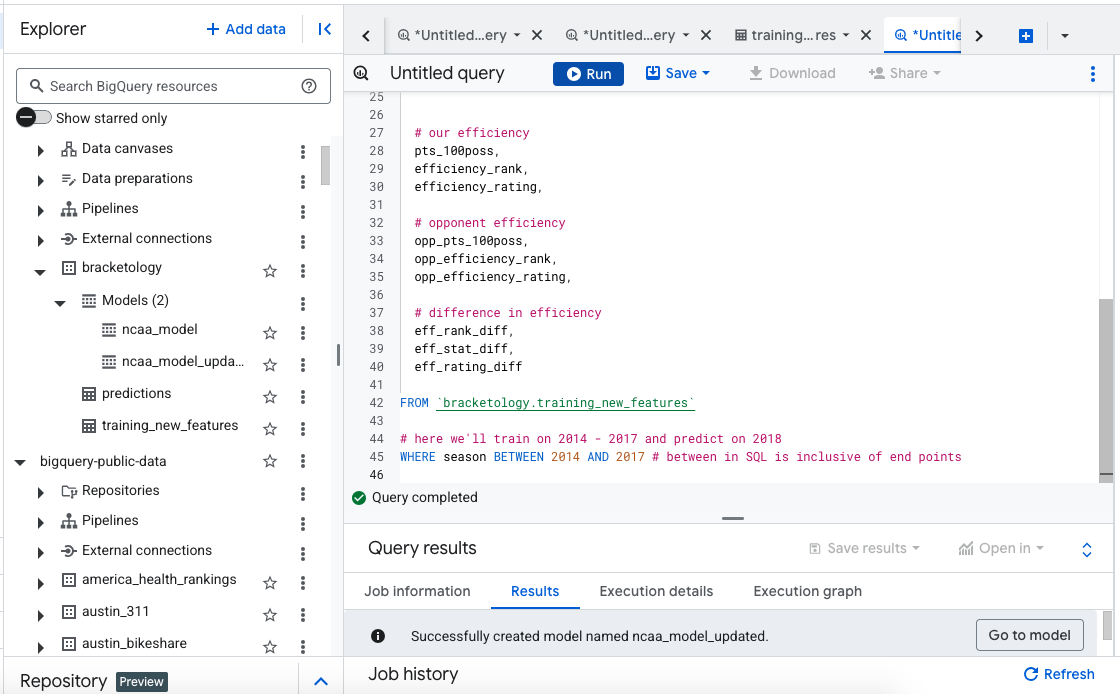 Explorer
+ Add data
Search BigQuery resources
Show starred only
Data canvases
Data preparations
Pipelines
External connections
bracketology
Models (2)
ncaa_model
ncaa_model_upda...
predictions
training_new_features
bigquery-public-data
Repositories
Pipelines
External connections
america_health_rankings
austin_311
austin_bikeshare
Repository Preview
*Untitled...ery
*Untitled...ery
training...res
*Untitle
Untitled query
Run
Save
Download
Share
25
26
27 # our efficiency
28 pts_100poss,
29 efficiency_rank,
30 efficiency_rating,
31
32 # opponent efficiency
33 opp_pts_100poss,
34 opp_efficiency_rank,
35 opp_efficiency_rating,
36
37 # difference in efficiency
38 eff_rank_diff,
39 eff_stat_diff,
40 eff_rating_diff
41
42 FROM `bracketology.training_new_features`
43
44 # here we'll train on 2014 - 2017 and predict on 2018
45 WHERE season BETWEEN 2014 AND 2017 # between in SQL is inclusive of end points
46
Query completed
Query results
Save results
Open in
Job information
Results
Execution details
Execution graph
Successfully created model named ncaa_model_updated.
Go to model
Job history
Refresh